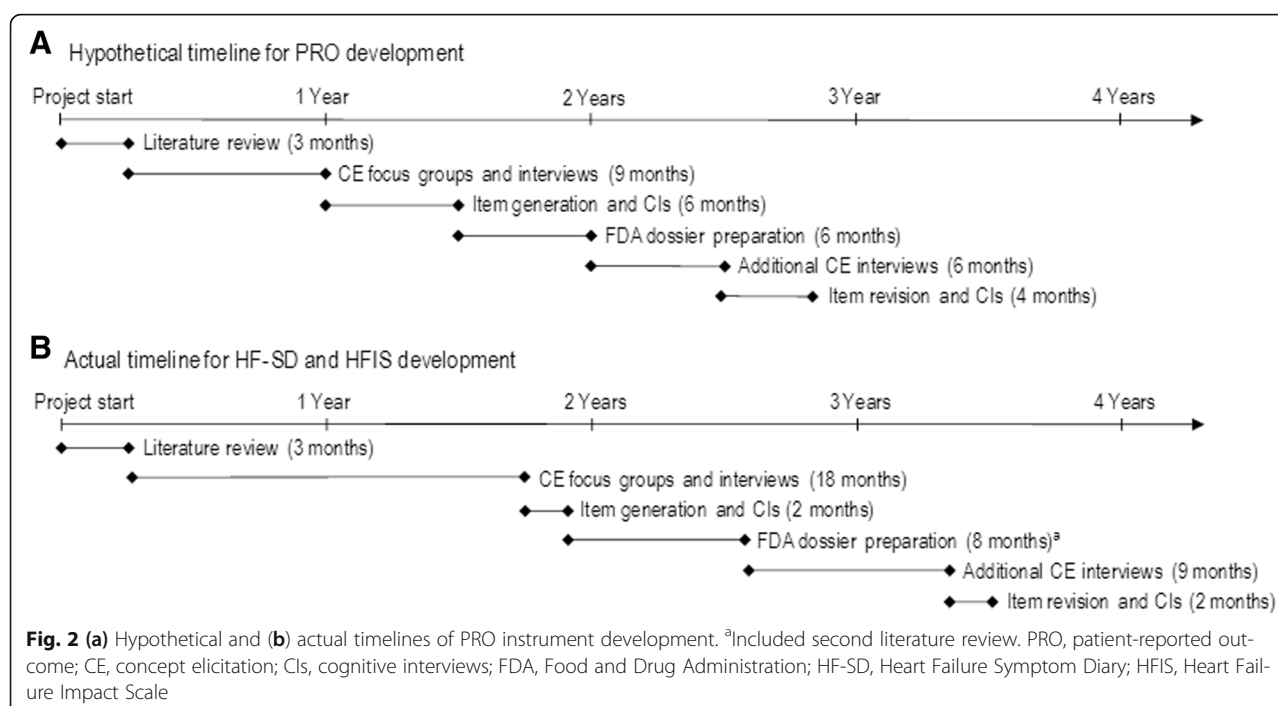 A Hypothetical timeline for PRO development
Project start 1 Year 2 Years 3 Year 4 Years
Literature review (3 months)
CE focus groups and interviews (9 months)
Item generation and CIs (6 months)
FDA dossier preparation (6 months)
Additional CE interviews (6 months)
Item revision and CIs (4 months)
B Actual timeline for HF-SD and HFIS development
Project start 1 Year 2 Years 3 Years 4 Years
Literature review (3 months)
CE focus groups and interviews (18 months)
Item generation and CIs (2 months)
FDA dossier preparation (8 months)a
Additional CE interviews (9 months)
Item revision and CIs (2 months)
Fig. 2 (a) Hypothetical and (b) actual timelines of PRO instrument development. aIncluded second literature review. PRO, patient-reported out-
come; CE, concept elicitation; CIs, cognitive interviews; FDA, Food and Drug Administration; HF-SD, Heart Failure Symptom Diary; HFIS, Heart Fail-
ure Impact Scale